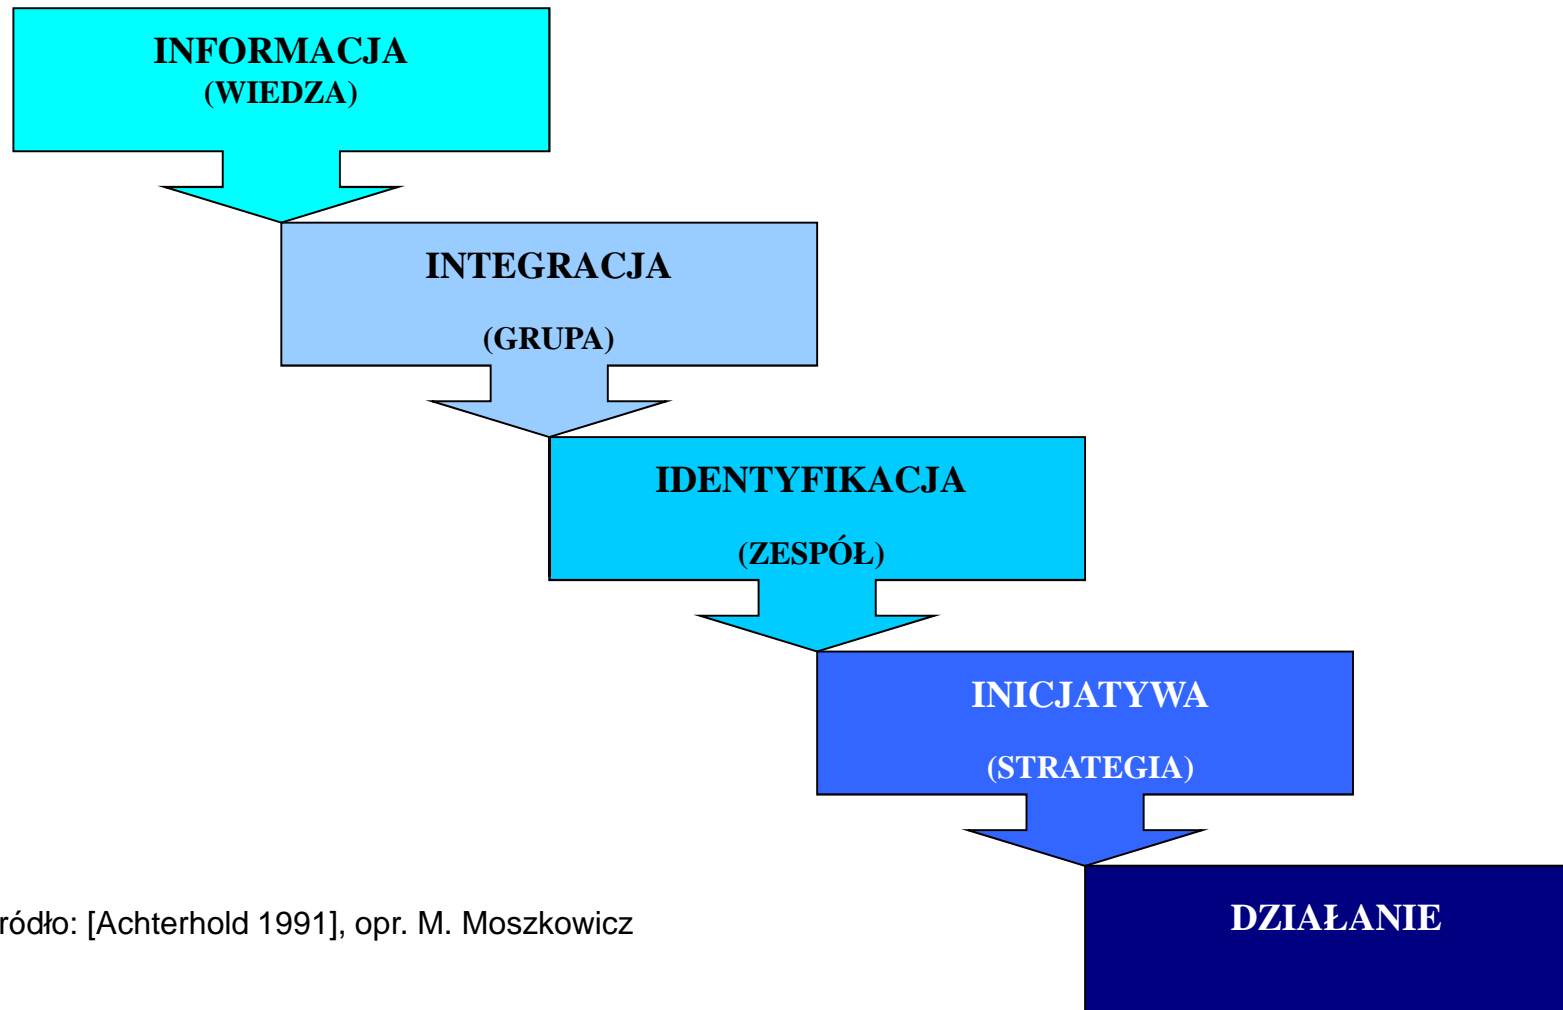 INFORMACJA
(WIEDZA)
INTEGRACJA
(GRUPA)
IDENTYFIKACJA
(ZESPÓŁ)
INICJATYWA
(STRATEGIA)
DZIAŁANIE
ródło: [Achterhold 1991], opr. M. Moszkowicz